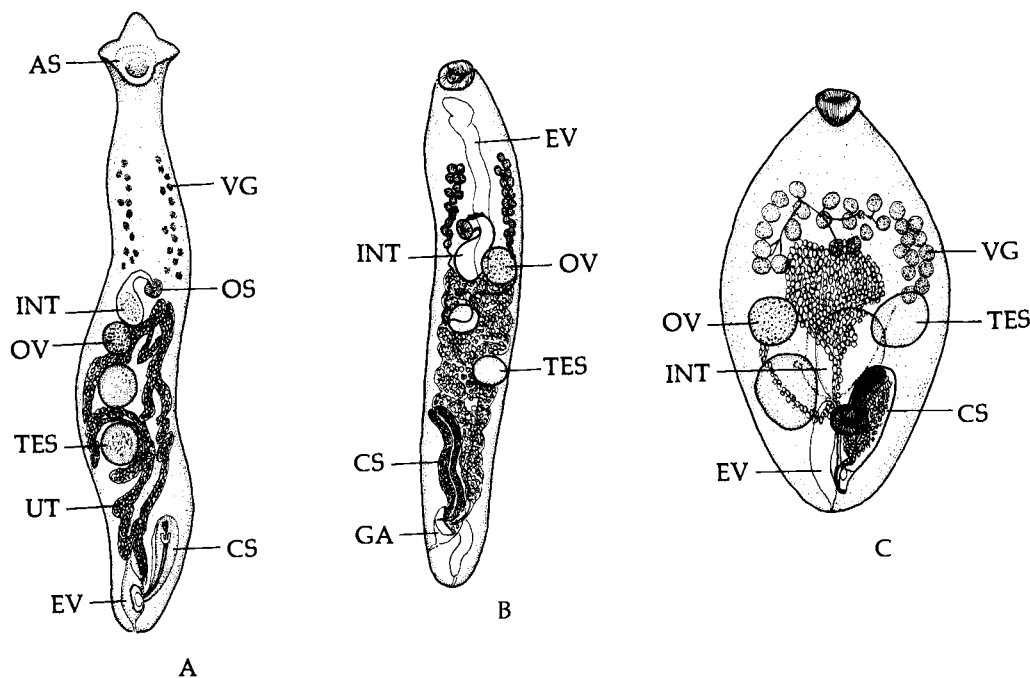 AS
VG
INT
OS
OV
TES
UT
CS
EV
A
EV
INT
OV
TES
CS
GA
B
VG
OV
TES
INT
CS
EV
C